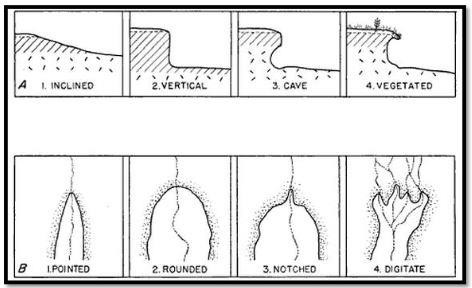 A 1. INCLINED 2. VERTICAL 3. CAVE 4. VEGETATED
B 1. POINTED 2. ROUNDED 3. NOTCHED 4. DIGITATE